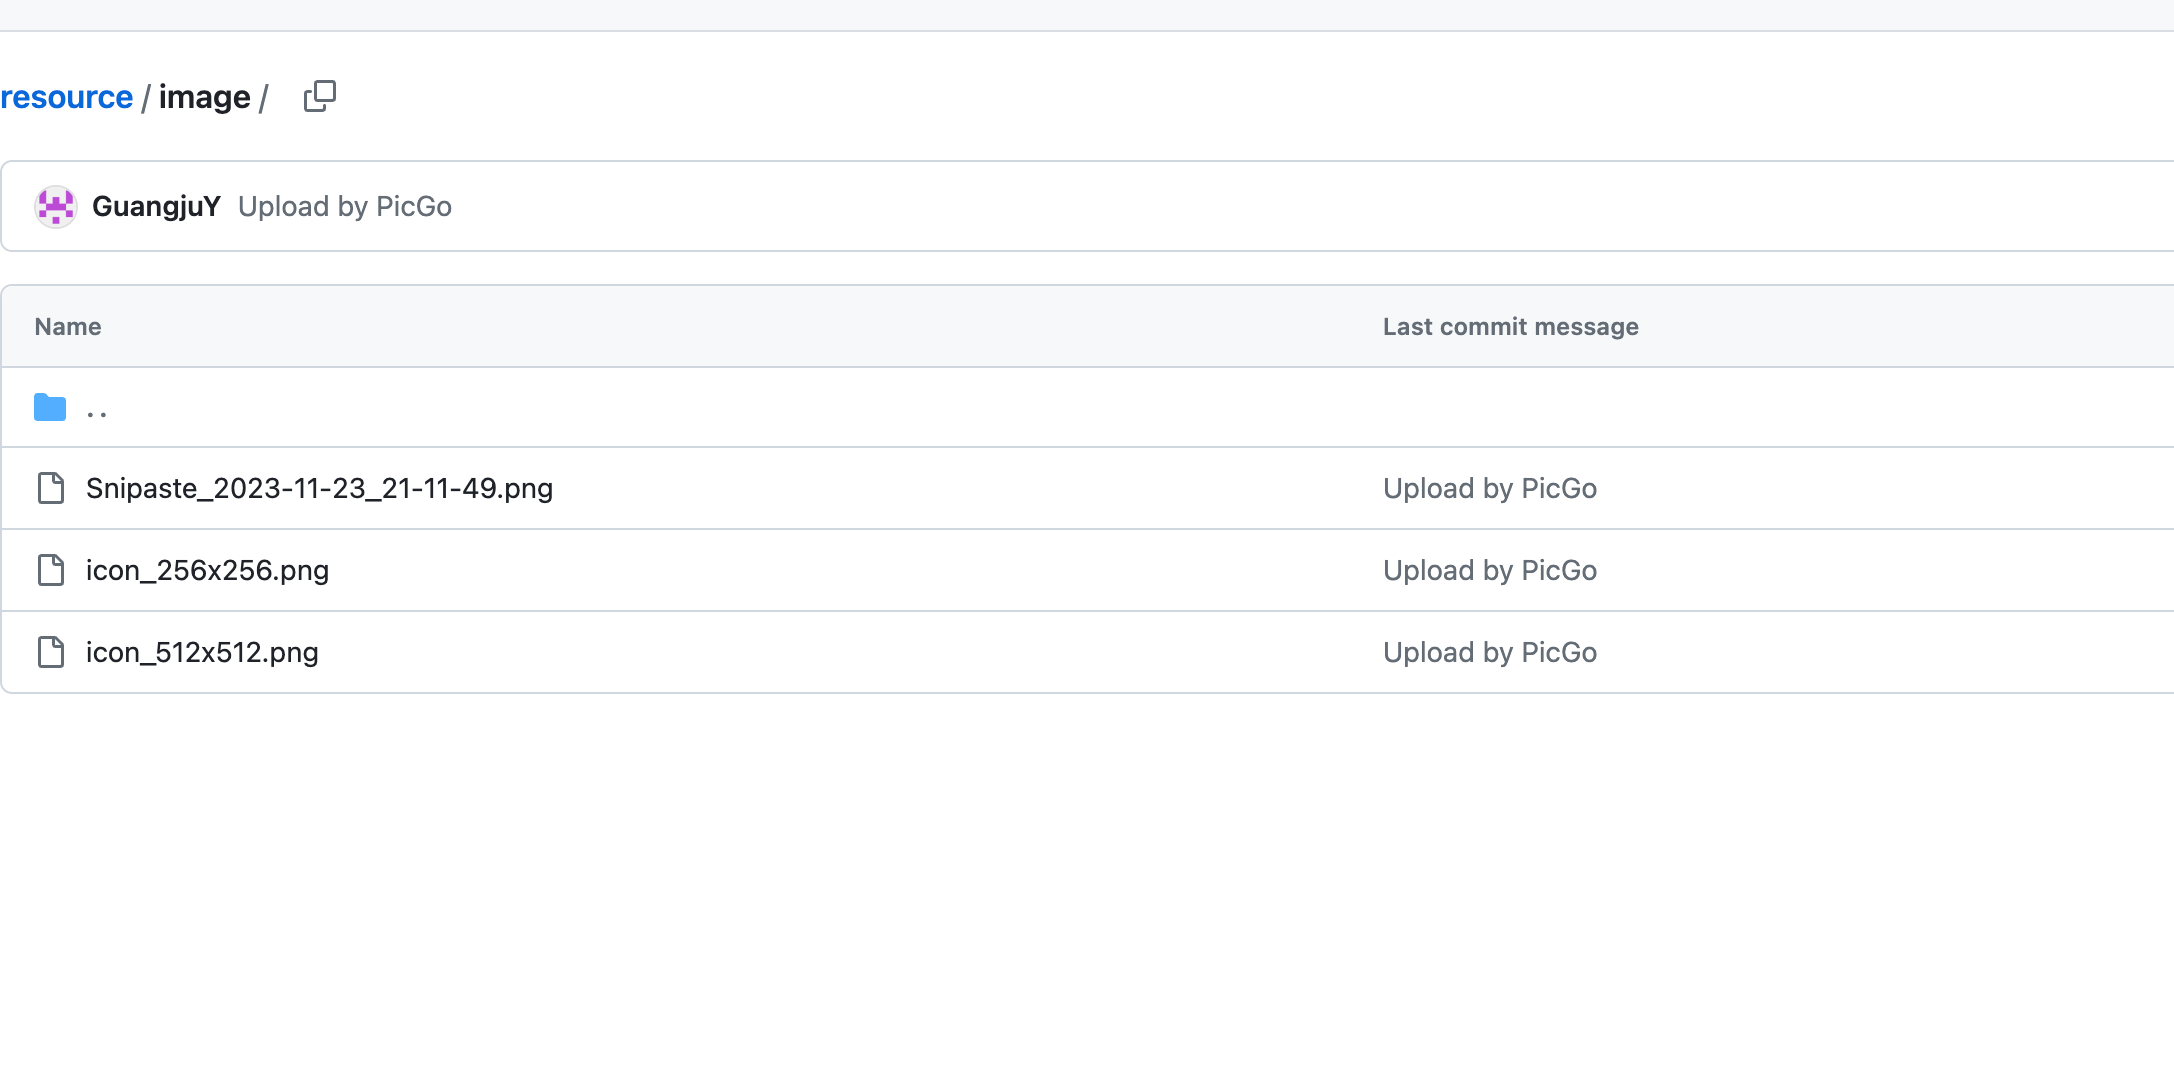 resource / image /
GuangjuY Upload by PicGo
Name Last commit message
..
Snipaste_2023-11-23_21-11-49.png Upload by PicGo
icon_256x256.png Upload by PicGo
icon_512x512.png Upload by PicGo